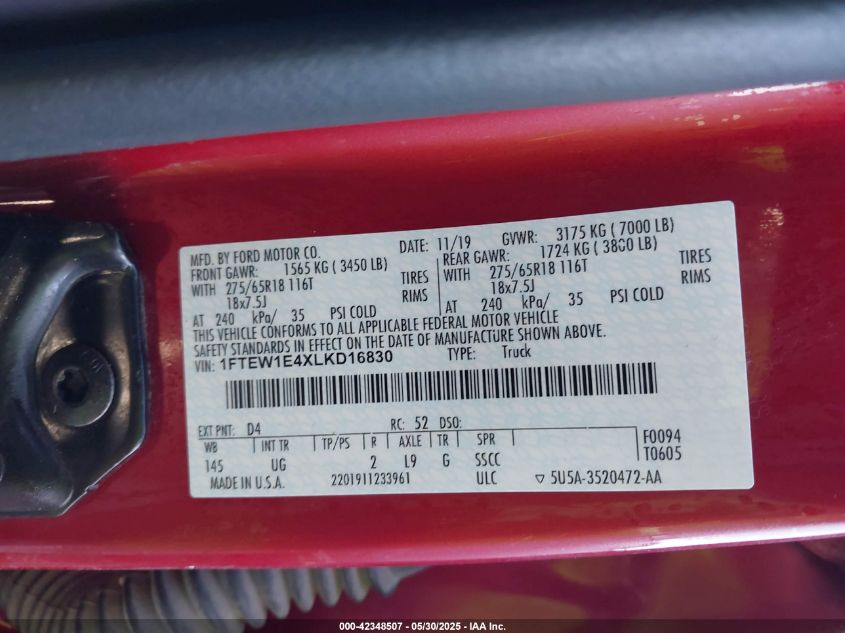 MFD. BY FORD MOTOR CO. DATE: 11/19 GVWR: 3175 KG ( 7000 LB)
FRONT GAWR: 1565 KG ( 3450 LB) REAR GAWR: 1724 KG ( 3800 LB)
WITH 275/65R18 116T TIRES WITH 275/65R18 116T TIRES
18x7.5J RIMS 18x7.5J RIMS
AT 240 kPa/ 35 PSI COLD AT 240 kPa/ 35 PSI COLD
THIS VEHICLE CONFORMS TO ALL APPLICABLE FEDERAL MOTOR VEHICLE
SAFETY STANDARDS IN EFFECT ON THE DATE OF MANUFACTURE SHOWN ABOVE.
VIN: 1FTEW1E4XLKD16830 TYPE: Truck
EXT PNT: D4 RC: 52 DSO:
WB INT TR TP/PS R AXLE TR SPR F0094
145 UG 2 L9 G SSCC T0605
MADE IN U.S.A. 2201911233961 ULC ▽ 5U5A-3520472-AA
000-42348507 - 05/30/2025 - IAA Inc.